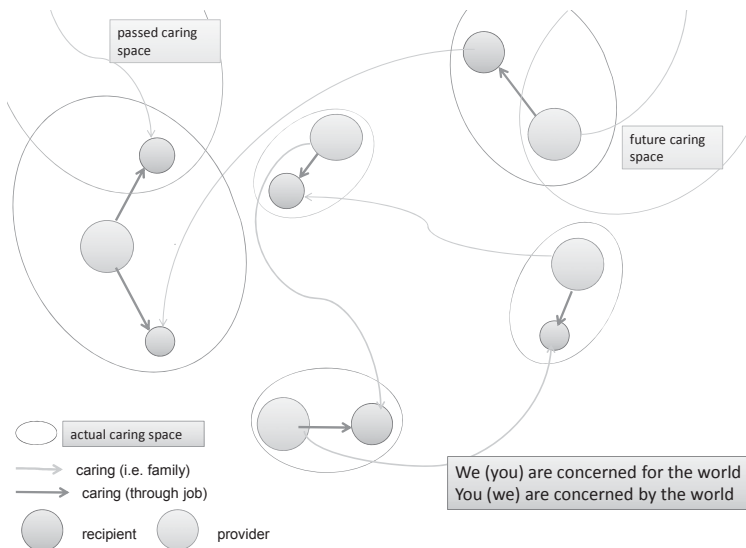 passed caring
space
future caring
space
actual caring space
caring (i.e. family)
caring (through job)
recipient
provider
We (you) are concerned for the world
You (we) are concerned by the world